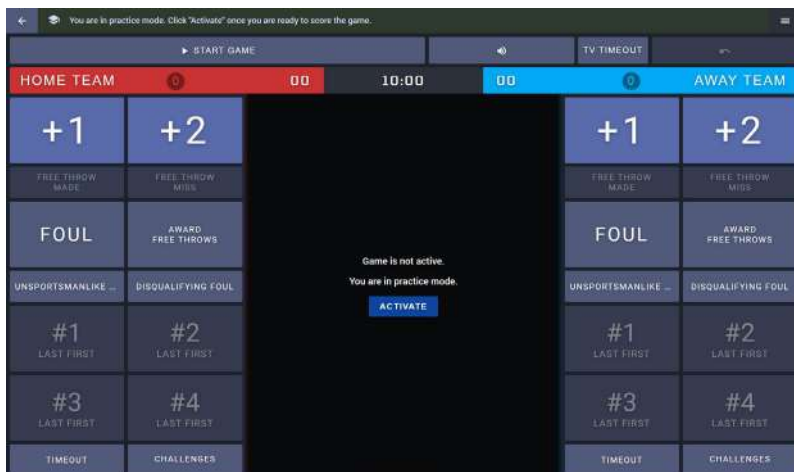 You are in practice mode. Click "Activate" once you are ready to score the game.
START GAME
TV TIMEOUT
HOME TEAM 0 00 10:00 00 0 AWAY TEAM
+1 +2
FREE THROW MADE
FREE THROW MISS
FOUL
AWARD FREE THROWS
UNSPORTSMANLIKE ...
DISQUALIFYING FOUL
#1 LAST FIRST
#2 LAST FIRST
#3 LAST FIRST
#4 LAST FIRST
TIMEOUT
CHALLENGES
Game is not active.
You are in practice mode.
ACTIVATE
+1 +2
FREE THROW MADE
FREE THROW MISS
FOUL
AWARD FREE THROWS
UNSPORTSMANLIKE ...
DISQUALIFYING FOUL
#1 LAST FIRST
#2 LAST FIRST
#3 LAST FIRST
#4 LAST FIRST
TIMEOUT
CHALLENGES